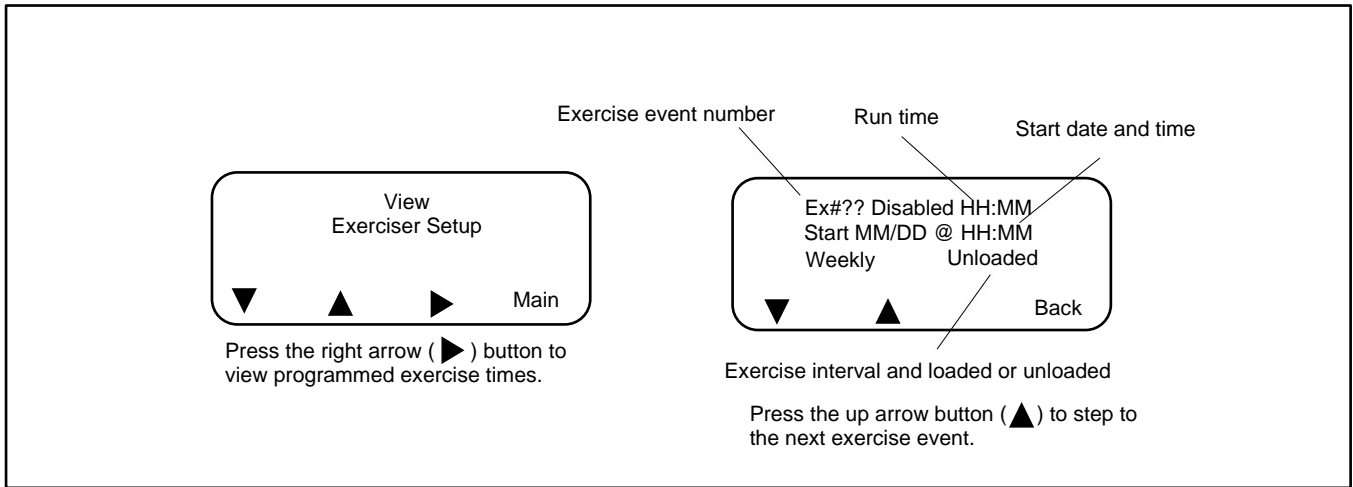 Exercise event number
Run time
Start date and time
View
Exerciser Setup
Main
Press the right arrow ( ▶ ) button to
view programmed exercise times.
Ex#?? Disabled HH:MM
Start MM/DD @ HH:MM
Weekly Unloaded
Back
Exercise interval and loaded or unloaded
Press the up arrow button ( ▲ ) to step to
the next exercise event.